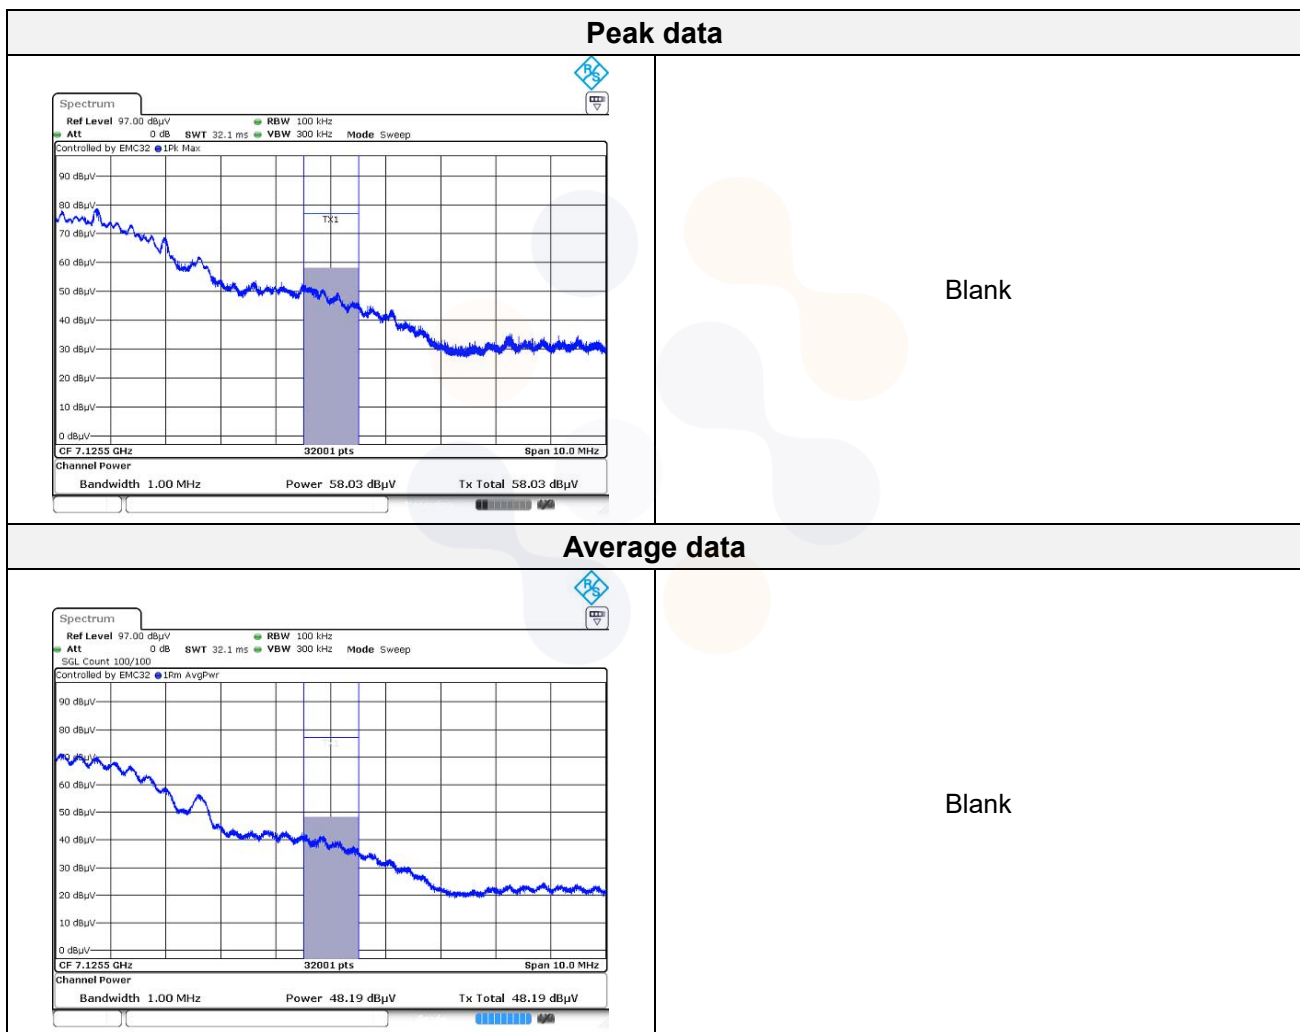 Peak data
R&S
Spectrum
Ref Level 97.00 dBµV RBW 100 kHz
Att 0 dB SWT 32.1 ms VBW 300 kHz Mode Sweep
Controlled by EMC32 1Pk Max
90 dBµV
80 dBµV
TX1
70 dBµV
60 dBµV
50 dBµV
40 dBµV
30 dBµV
20 dBµV
10 dBµV
0 dBµV
CF 7.1255 GHz 32001 pts Span 10.0 MHz
Channel Power
Bandwidth 1.00 MHz Power 58.03 dBµV Tx Total 58.03 dBµV
Blank
Average data
R&S
Spectrum
Ref Level 97.00 dBµV RBW 100 kHz
Att 0 dB SWT 32.1 ms VBW 300 kHz Mode Sweep
SGL Count 100/100
Controlled by EMC32 1Rm AvgPwr
90 dBµV
80 dBµV
TX1
70 dBµV
60 dBµV
50 dBµV
40 dBµV
30 dBµV
20 dBµV
10 dBµV
0 dBµV
CF 7.1255 GHz 32001 pts Span 10.0 MHz
Channel Power
Bandwidth 1.00 MHz Power 48.19 dBµV Tx Total 48.19 dBµV
Blank